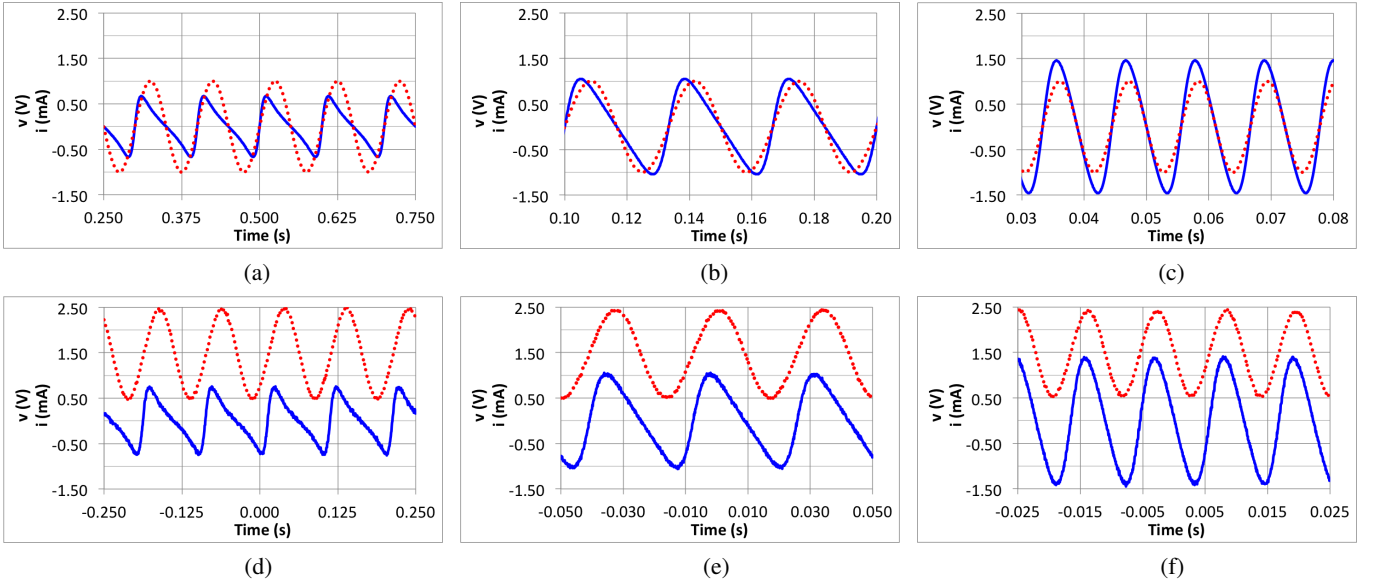 2.50
1.50
0.50
-0.50
-1.50
v (V)
i (mA)
0.250 0.375 0.500 0.625 0.750
Time (s)
(a)
2.50
1.50
0.50
-0.50
-1.50
v (V)
i (mA)
0.10 0.12 0.14 0.16 0.18 0.20
Time (s)
(b)
2.50
1.50
0.50
-0.50
-1.50
v (V)
i (mA)
0.03 0.04 0.05 0.06 0.07 0.08
Time (s)
(c)
2.50
1.50
0.50
-0.50
-1.50
v (V)
i (mA)
-0.250 -0.125 0.000 0.125 0.250
Time (s)
(d)
2.50
1.50
0.50
-0.50
-1.50
v (V)
i (mA)
-0.050 -0.030 -0.010 0.010 0.030 0.050
Time (s)
(e)
2.50
1.50
0.50
-0.50
-1.50
v (V)
i (mA)
-0.025 -0.015 -0.005 0.005 0.015 0.025
Time (s)
(f)